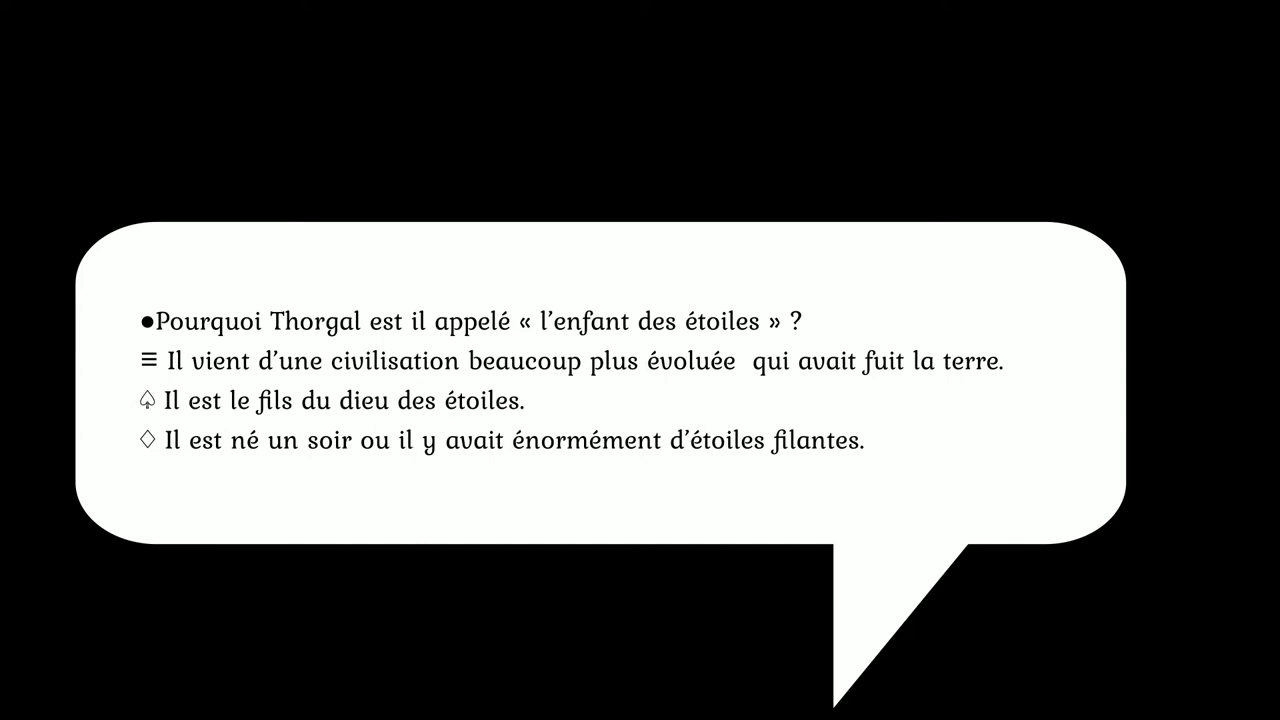 ●Pourquoi Thorgal est il appelé « l’enfant des étoiles » ?
≡ Il vient d’une civilisation beaucoup plus évoluée  qui avait fuit la terre.
♤ Il est le fils du dieu des étoiles.
♢ Il est né un soir ou il y avait énormément d’étoiles filantes.